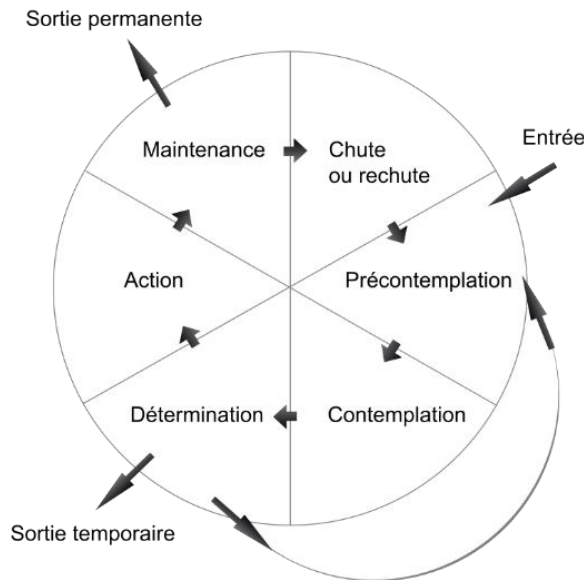 Sortie permanente
Entrée
Maintenance
Chute
ou rechute
Action
Précontemplation
Détermination
Contemplation
Sortie temporaire